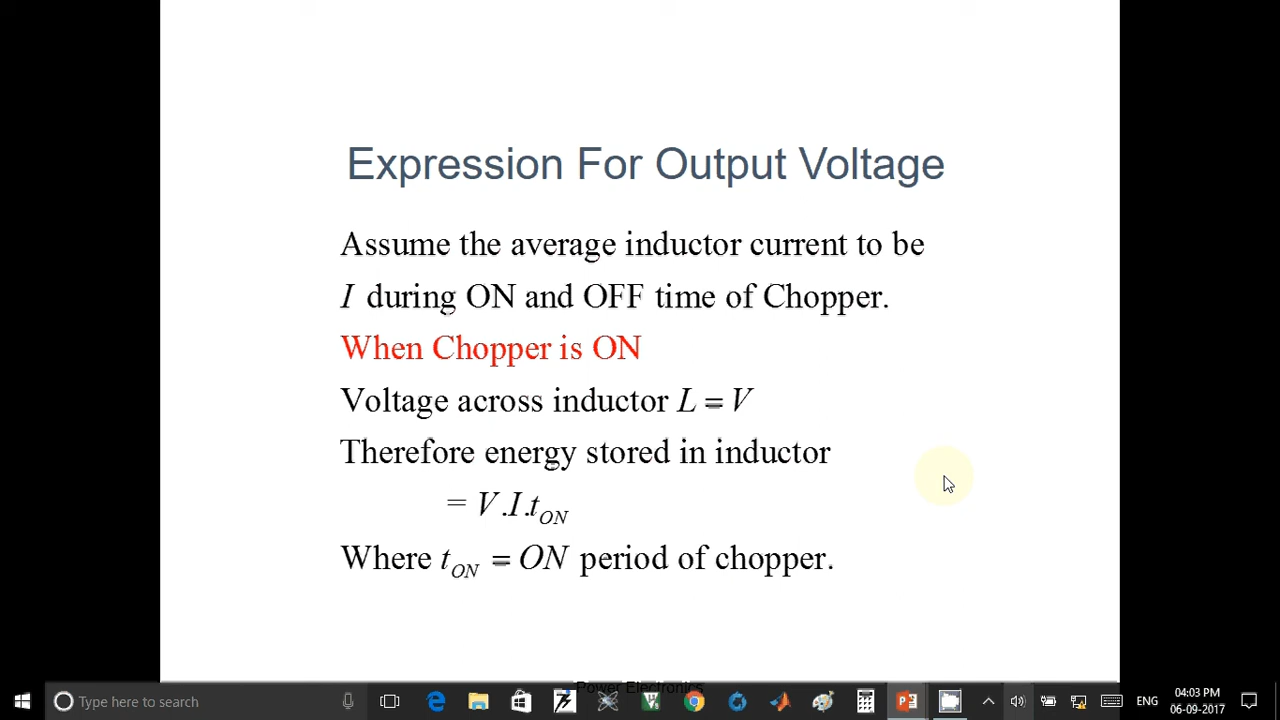 Expression For Output Voltage
Assume the average inductor current to be
I during ON and OFF time of Chopper.
When Chopper is ON
Voltage across inductor L = V
Therefore energy stored in inductor
= V.I.tON
Where tON = ON period of chopper.
Power Electronics
Type here to search
ENG
04:03 PM
06-09-2017